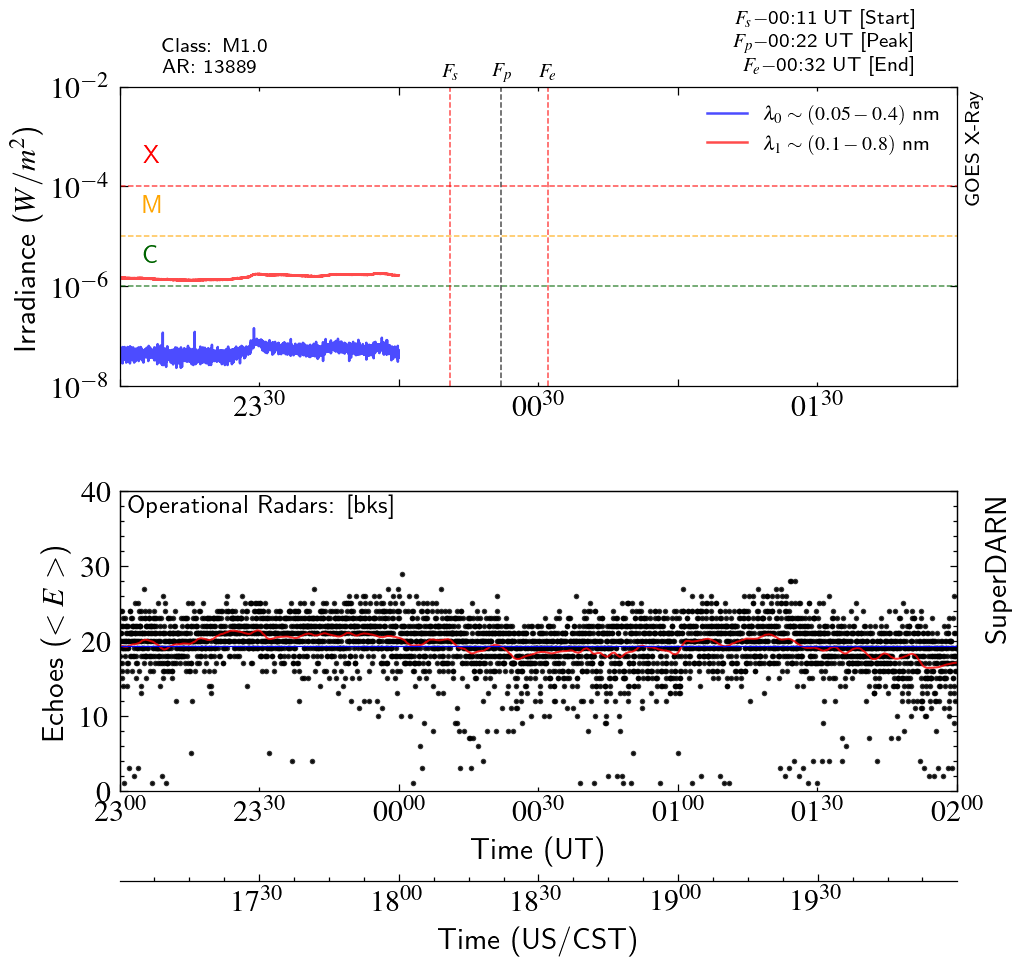 F_s−00:11 UT [Start]
Class: M1.0
F_p−00:22 UT [Peak]
AR: 13889
F_e−00:32 UT [End]
F_s F_p F_e
10^−2
λ_0 ∼ (0.05 – 0.4) nm
λ_1 ∼ (0.1 – 0.8) nm
GOES X-Ray
X
10^−4
M
Irradiance (W/m^2)
C
10^−6
10^−8
23^30 00^30 01^30
40
Operational Radars: [bks]
SuperDARN
30
Echoes (< E >)
20
10
0
23^00 23^30 00^00 00^30 01^00 01^30 02^00
Time (UT)
17^30 18^00 18^30 19^00 19^30
Time (US/CST)